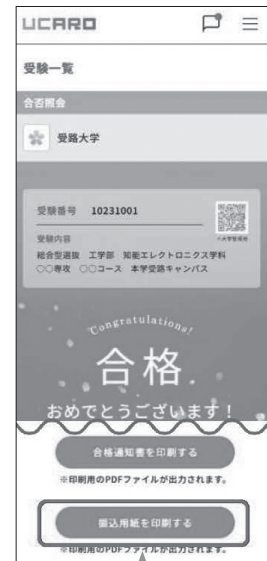 UCARO
受験一覧
合否照会
受路大学
受験番号 10231001
受験内容
総合型選抜 工学部 知能エレクトロニクス学科
○○専攻 ○○コース 本学受路キャンパス
Congratulations!
合格
おめでとうございます！
合格通知書を印刷する
※印刷用のPDFファイルが出力されます。
振込用紙を印刷する
※印刷用のPDFファイルが出力されます。